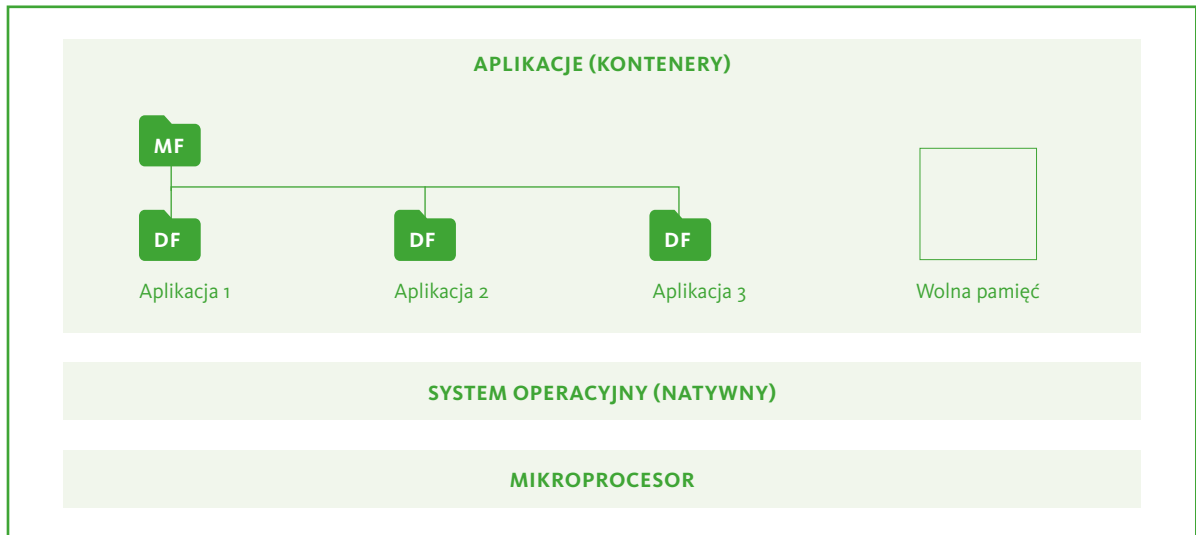 APLIKACJE (KONTENERY)
MF
DF DF DF
Aplikacja 1 Aplikacja 2 Aplikacja 3 Wolna pamięć
SYSTEM OPERACYJNY (NATYWNY)
MIKROPROCESOR